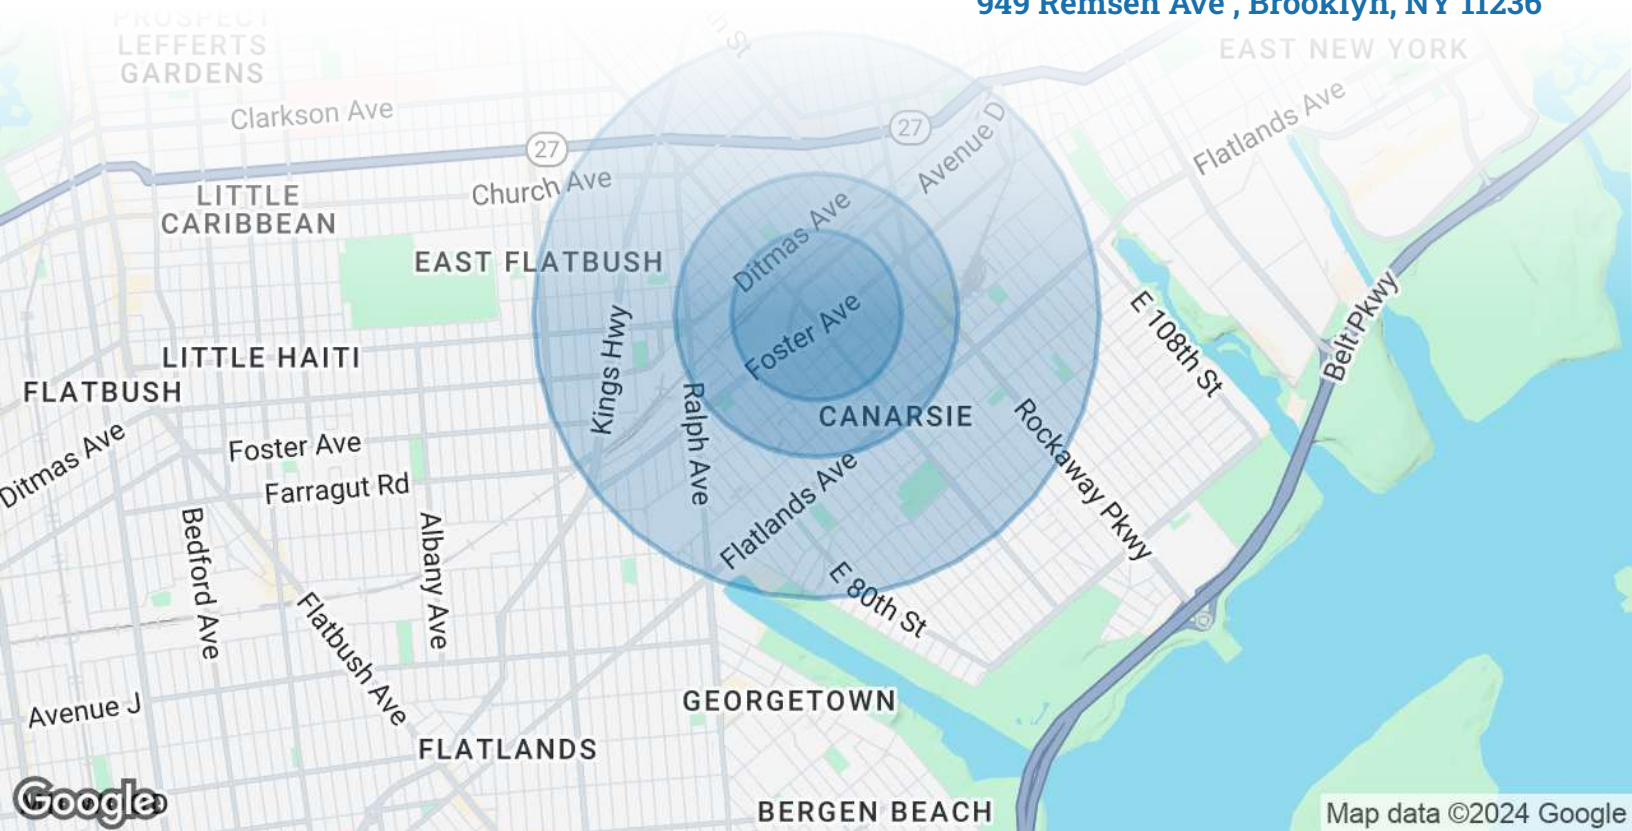 949 Remsen Ave , Brooklyn, NY 11236
PROSPECT
LEFFERTS
GARDENS
EAST NEW YORK
Clarkson Ave
Flatlands Ave
27
27
Avenue D
Church Ave
LITTLE
CARIBBEAN
Ditmas Ave
EAST FLATBUSH
Foster Ave
Kings Hwy
E 108th St
Belt Pkwy
LITTLE HAITI
FLATBUSH
Ralph Ave
CANARSIE
Rockaway Pkwy
Ditmas Ave
Foster Ave
Farragut Rd
Flatlands Ave
Bedford Ave
Albany Ave
E 80th St
Flatbush Ave
Avenue J
GEORGETOWN
FLATLANDS
BERGEN BEACH
Google
Map data ©2024 Google